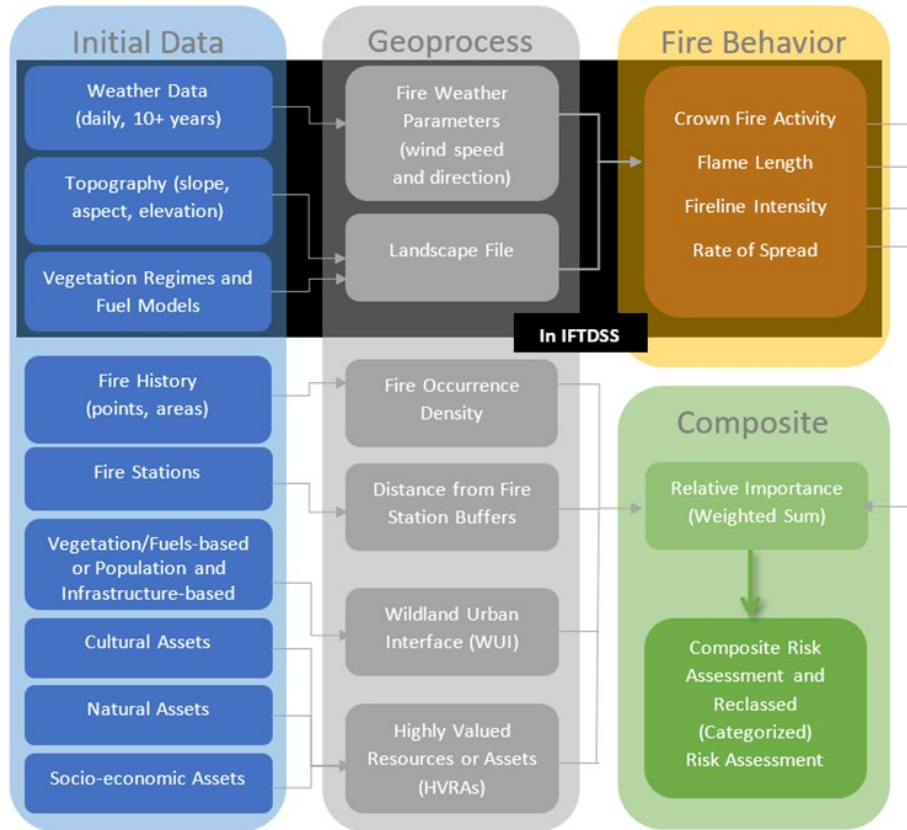 Initial Data
Weather Data
(daily, 10+ years)
Topography (slope,
aspect, elevation)
Vegetation Regimes and
Fuel Models
Fire History
(points, areas)
Fire Stations
Vegetation/Fuels-based
or Population and
Infrastructure-based
Cultural Assets
Natural Assets
Socio-economic Assets
Geoprocess
Fire Weather
Parameters
(wind speed
and direction)
Landscape File
In IFTDSS
Fire Occurrence
Density
Distance from Fire
Station Buffers
Wildland Urban
Interface (WUI)
Highly Valued
Resources or Assets
(HVRAs)
Fire Behavior
Crown Fire Activity
Flame Length
Fireline Intensity
Rate of Spread
Composite
Relative Importance
(Weighted Sum)
Composite Risk
Assessment and
Reclassed
(Categorized)
Risk Assessment